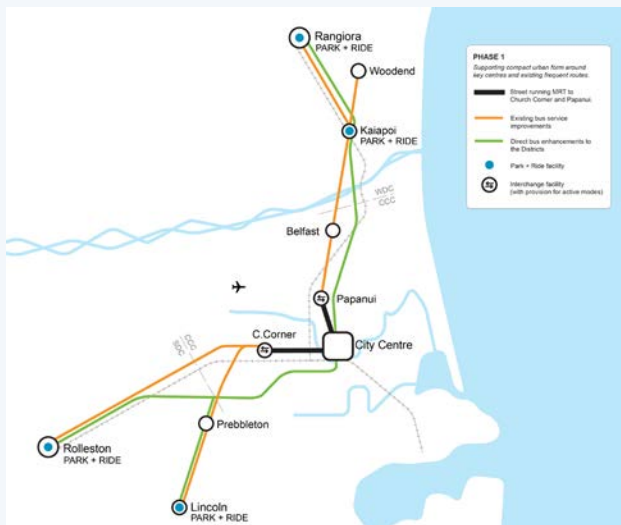 Rangiora
PARK + RIDE
Woodend
Kaiapoi
PARK + RIDE
WDC
CCC
Belfast
Papanui
C.Corner
City Centre
CCC
SDC
Prebbleton
Rolleston
PARK + RIDE
Lincoln
PARK + RIDE
PHASE 1
Supporting compact urban form around
key centres and existing frequent routes.
Street running MRT to
Church Corner and Papanui.
Existing bus service
improvements
Direct bus enhancements to
the Districts
Park + Ride facility
Interchange facility
(with provision for active modes)